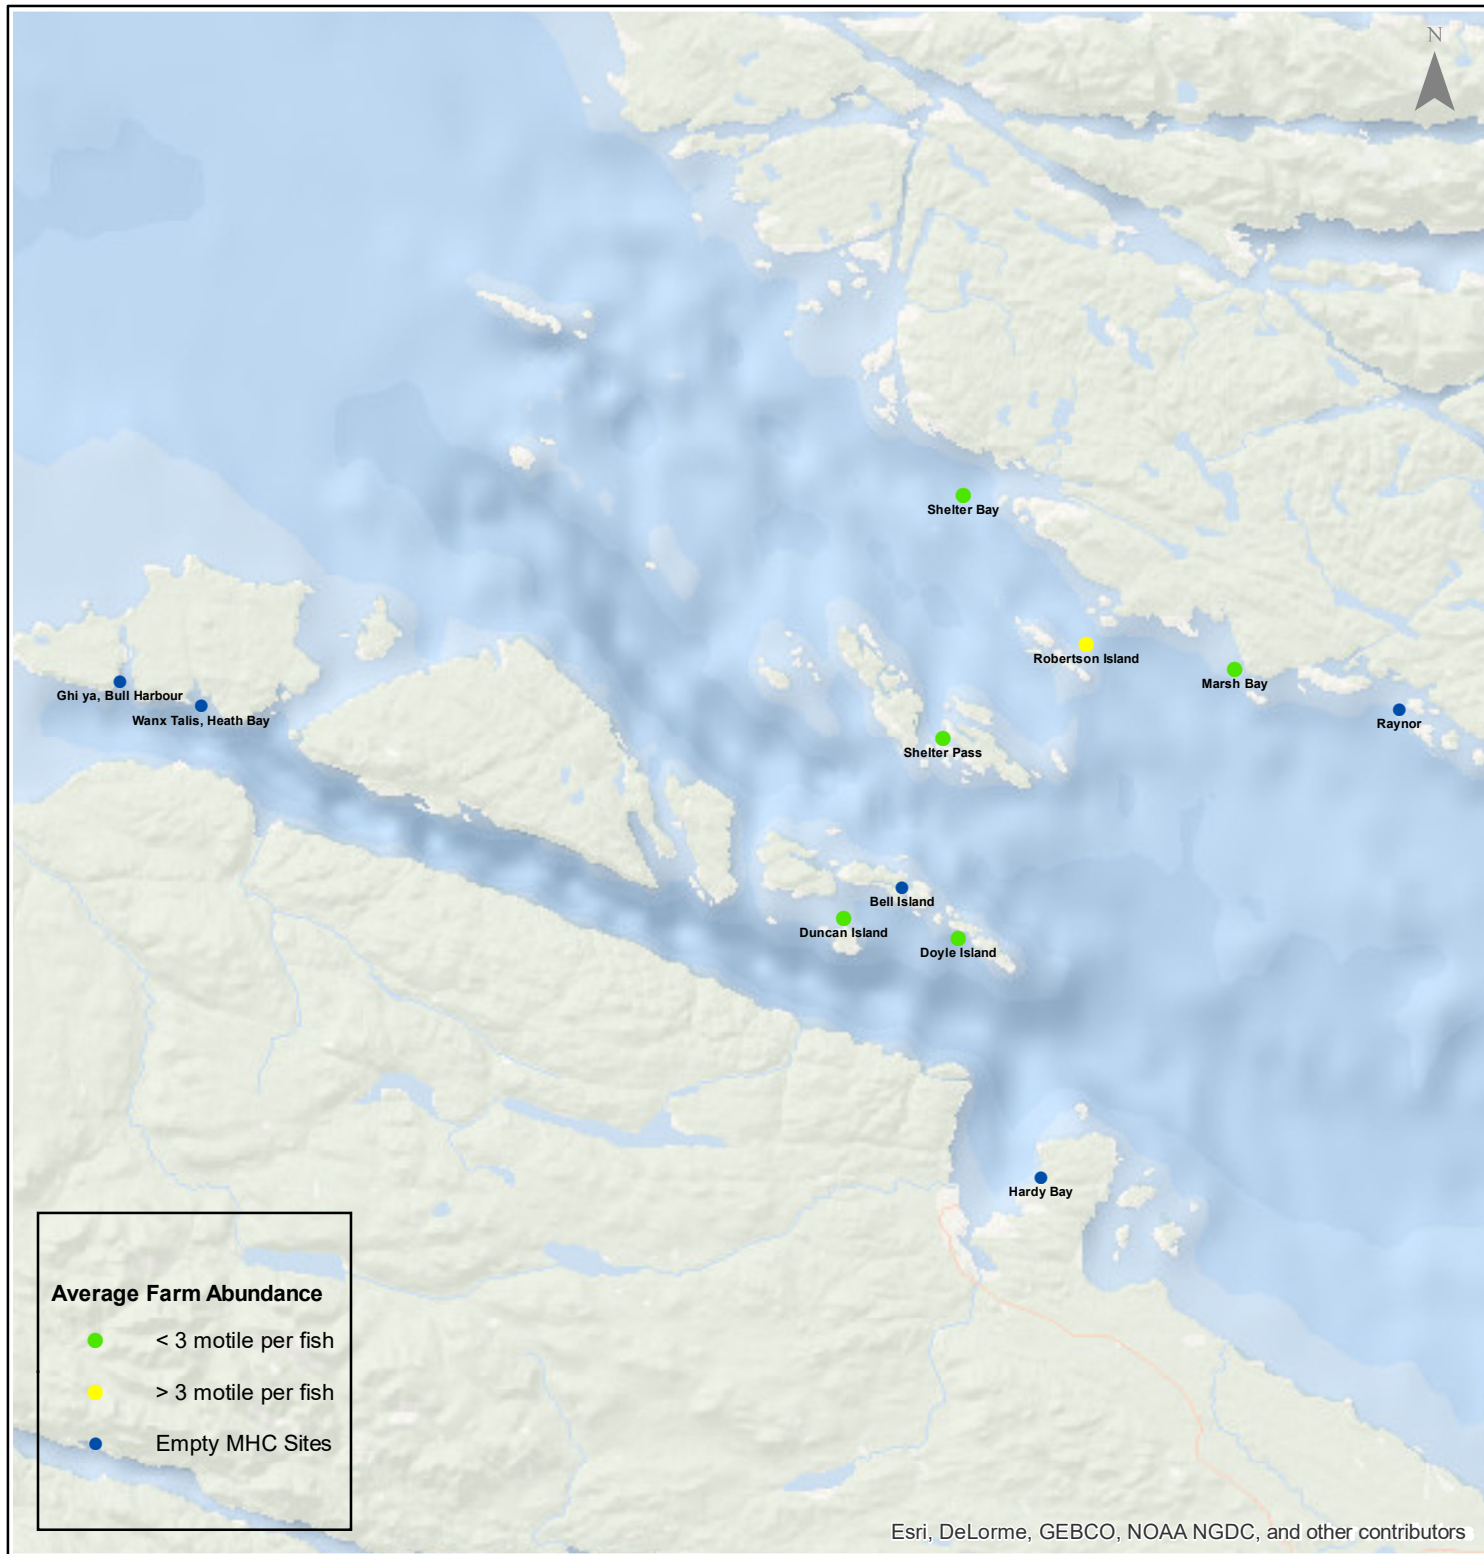 N
Shelter Bay
Robertson Island
Marsh Bay
Ghi ya, Bull Harbour
Wanx Talis, Heath Bay
Raynor
Shelter Pass
Bell Island
Duncan Island
Doyle Island
Hardy Bay
Average Farm Abundance
< 3 motile per fish
> 3 motile per fish
Empty MHC Sites
Esri, DeLorme, GEBCO, NOAA NGDC, and other contributors